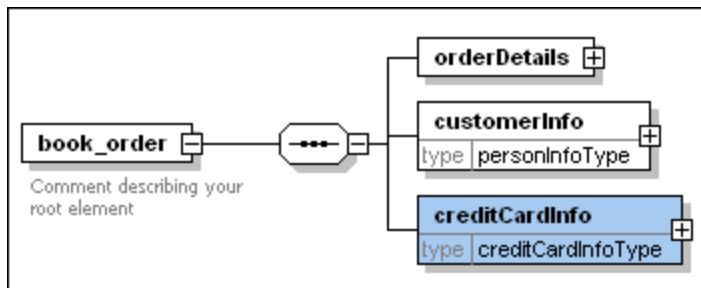 orderDetails
customerInfo
type personInfoType
book_order
Comment describing your
root element
creditCardInfo
type creditCardInfoType